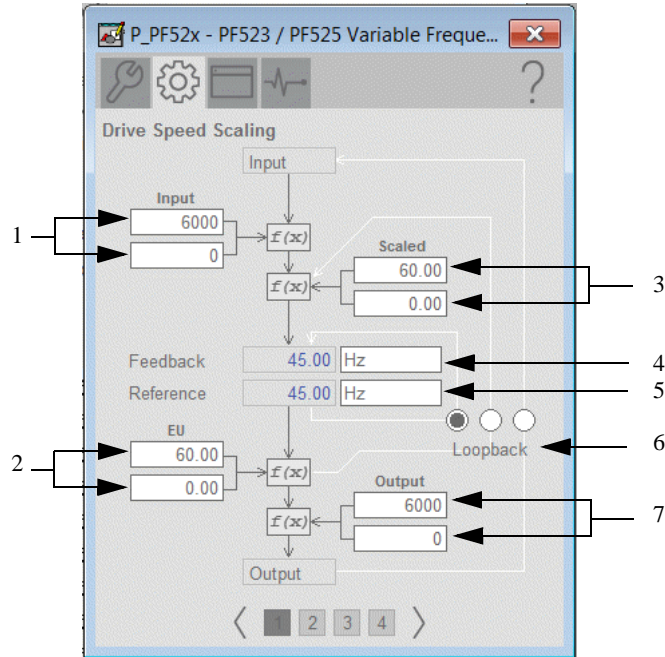 P_PF52x - PF523 / PF525 Variable Freque...
?
Drive Speed Scaling
Input
Input
1
6000
0
f(x)
Scaled
f(x)
60.00
0.00
3
Feedback 45.00 Hz 4
Reference 45.00 Hz 5
EU
Loopback 6
2
60.00
0.00
f(x)
Output
f(x)
6000
0
7
Output
1 2 3 4